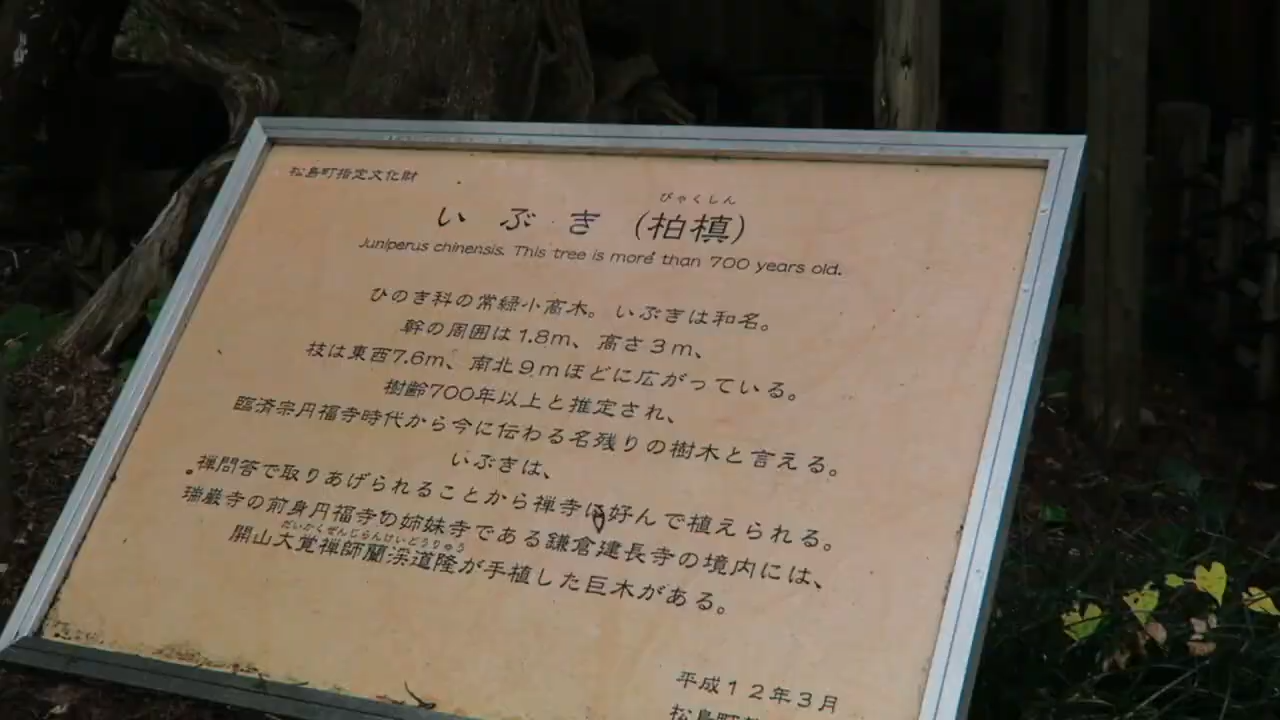 松島町指定文化財
びゃくしん
いぶき (柏槙)
Juniperus chinensis. This tree is more than 700 years old.
ひのき科の常緑小高木。いぶきは和名。
幹の周囲は1.8m、高さ3m、
枝は東西7.6m、南北9mほどに広がっている。
樹齢700年以上と推定され、
臨済宗円福寺時代から今に伝わる名残りの樹木と言える。
いぶきは、
禅問答で取りあげられることから禅寺に好んで植えられる。
瑞巌寺の前身円福寺の姉妹寺である鎌倉建長寺の境内には、
だいかくぜんじらんけいどうりゅう
開山大覚禅師蘭渓道隆が手植した巨木がある。
平成12年3月
松島町